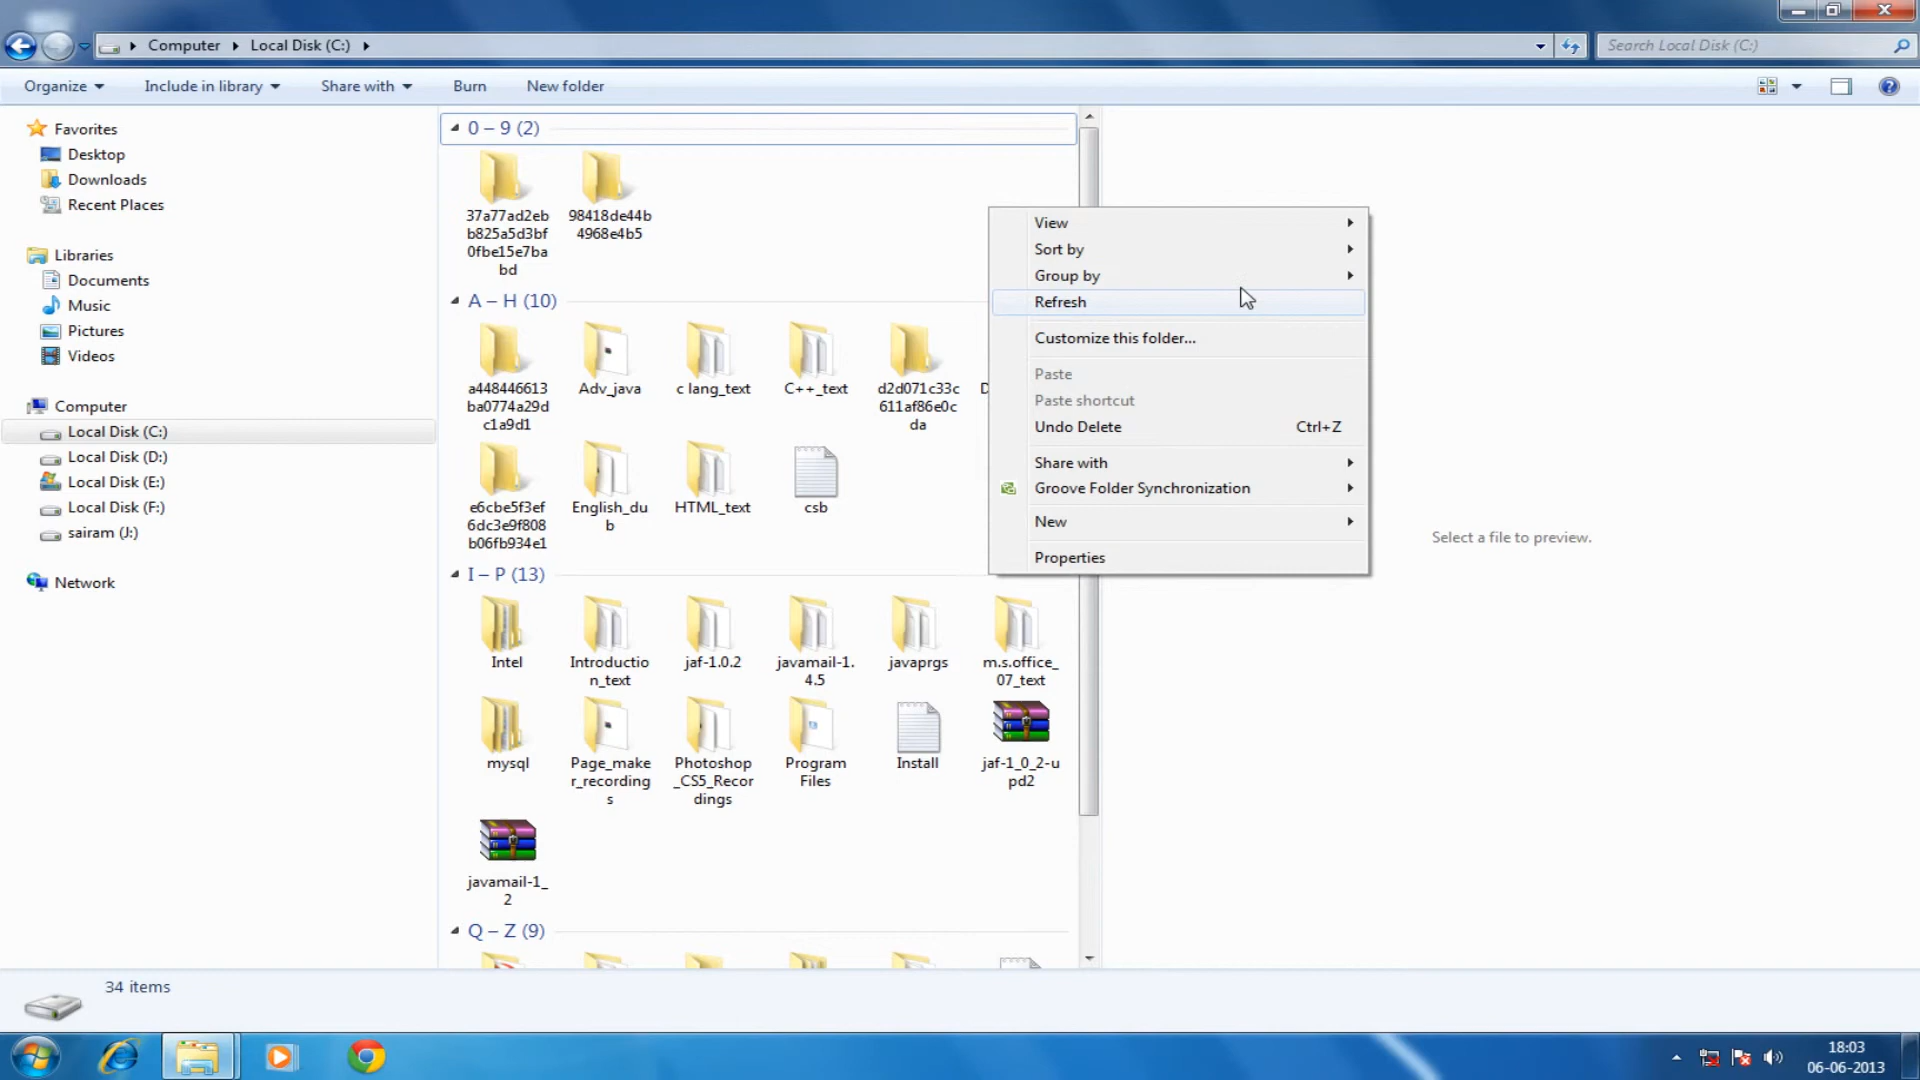 Computer Local Disk (C:)
Search Local Disk (C:)
Organize Include in library Share with Burn New folder
Favorites
Desktop
Downloads
Recent Places
Libraries
Documents
Music
Pictures
Videos
Computer
Local Disk (C:)
Local Disk (D:)
Local Disk (E:)
Local Disk (F:)
sairam (J:)
Network
0 – 9 (2)
37a77ad2eb
b825a5d3bf
0fbe15e7ba
bd
98418de44b
4968e4b5
A – H (10)
a448446613
ba0774a29d
c1a9d1
Adv_java
c lang_text
C++_text
d2d071c33c
611af86e0c
da
D
e6cbe5f3ef
6dc3e9f808
b06fb934e1
English_du
b
HTML_text
csb
I – P (13)
Intel
Introductio
n_text
jaf-1.0.2
javamail-1.
4.5
javaprgs
m.s.office_
07_text
mysql
Page_make
r_recording
s
Photoshop
_CS5_Recor
dings
Program
Files
Install
jaf-1_0_2-u
pd2
javamail-1_
2
Q – Z (9)
View
Sort by
Group by
Refresh
Customize this folder...
Paste
Paste shortcut
Undo Delete Ctrl+Z
Share with
Groove Folder Synchronization
New
Properties
Select a file to preview.
34 items
18:03
06-06-2013